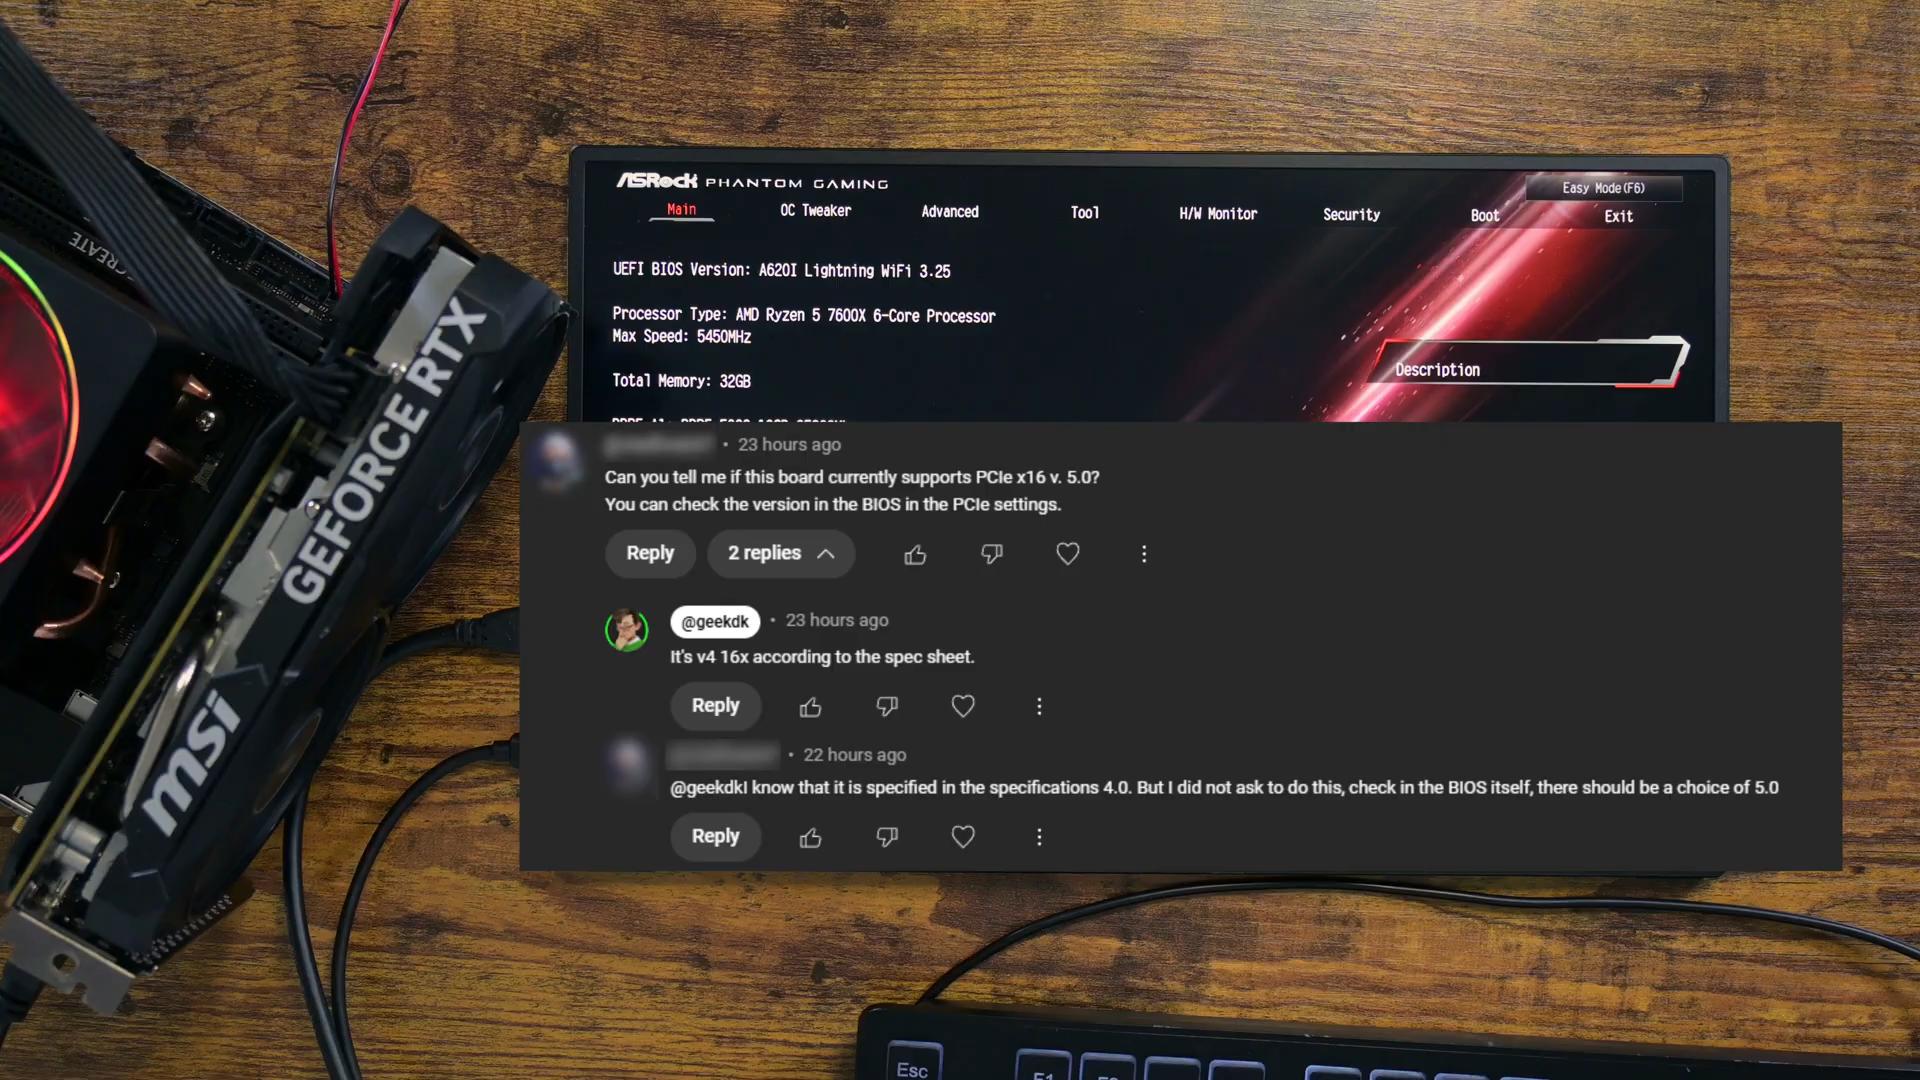 ASRock PHANTOM GAMING
Easy Mode(F6)
Main
OC Tweaker
Advanced
Tool
H/W Monitor
Security
Boot
Exit
UEFI BIOS Version: A620I Lightning WiFi 3.25
Processor Type: AMD Ryzen 5 7600X 6-Core Processor
Max Speed: 5450MHz
Total Memory: 32GB
Description
CREATE
GEFORCE RTX
msi
• 23 hours ago
Can you tell me if this board currently supports PCIe x16 v. 5.0?
You can check the version in the BIOS in the PCIe settings.
Reply
2 replies
@geekdk • 23 hours ago
It's v4 16x according to the spec sheet.
Reply
• 22 hours ago
@geekdkI know that it is specified in the specifications 4.0. But I did not ask to do this, check in the BIOS itself, there should be a choice of 5.0
Reply
Esc
F1